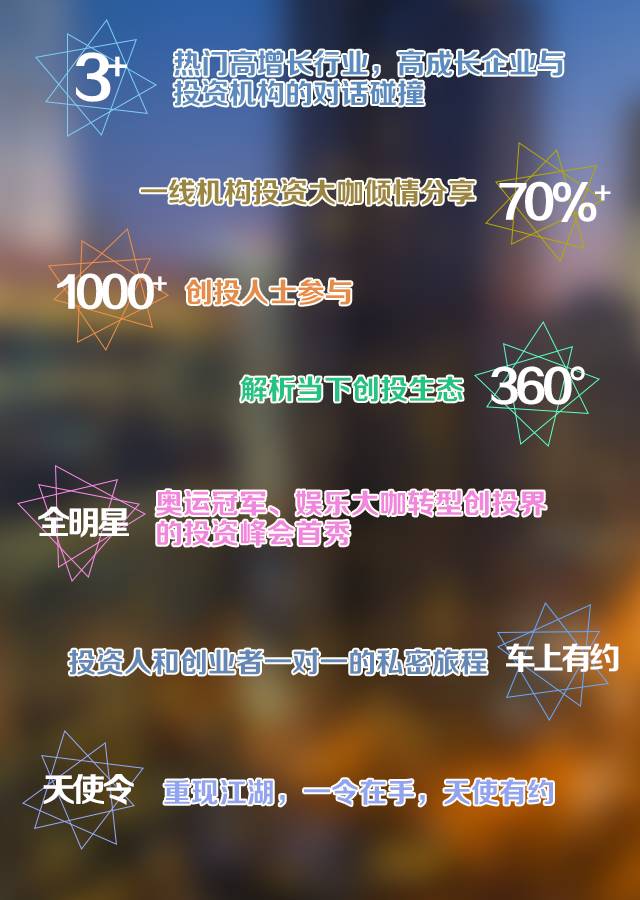 3+
热门高增长行业，高成长企业与
投资机构的对话碰撞
一线机构投资大咖倾情分享
70%+
1000+
创投人士参与
解析当下创投生态
360°
全明星
奥运冠军、娱乐大咖转型创投界
的投资峰会首秀
投资人和创业者一对一的私密旅程
车上有约
天使令
重现江湖，一令在手，天使有约